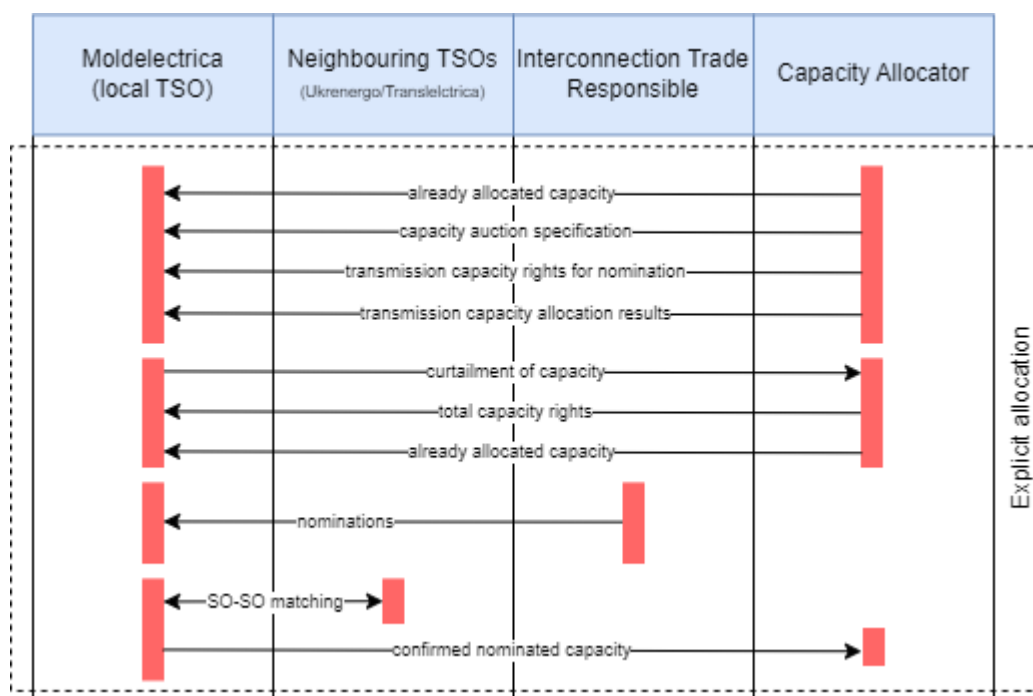 Moldelectrica
(local TSO)
Neighbouring TSOs
(Ukrenergo/Translelctrica)
Interconnection Trade
Responsible
Capacity Allocator
already allocated capacity
capacity auction specification
transmission capacity rights for nomination
transmission capacity allocation results
curtailment of capacity
total capacity rights
already allocated capacity
nominations
SO-SO matching
confirmed nominated capacity
Explicit allocation